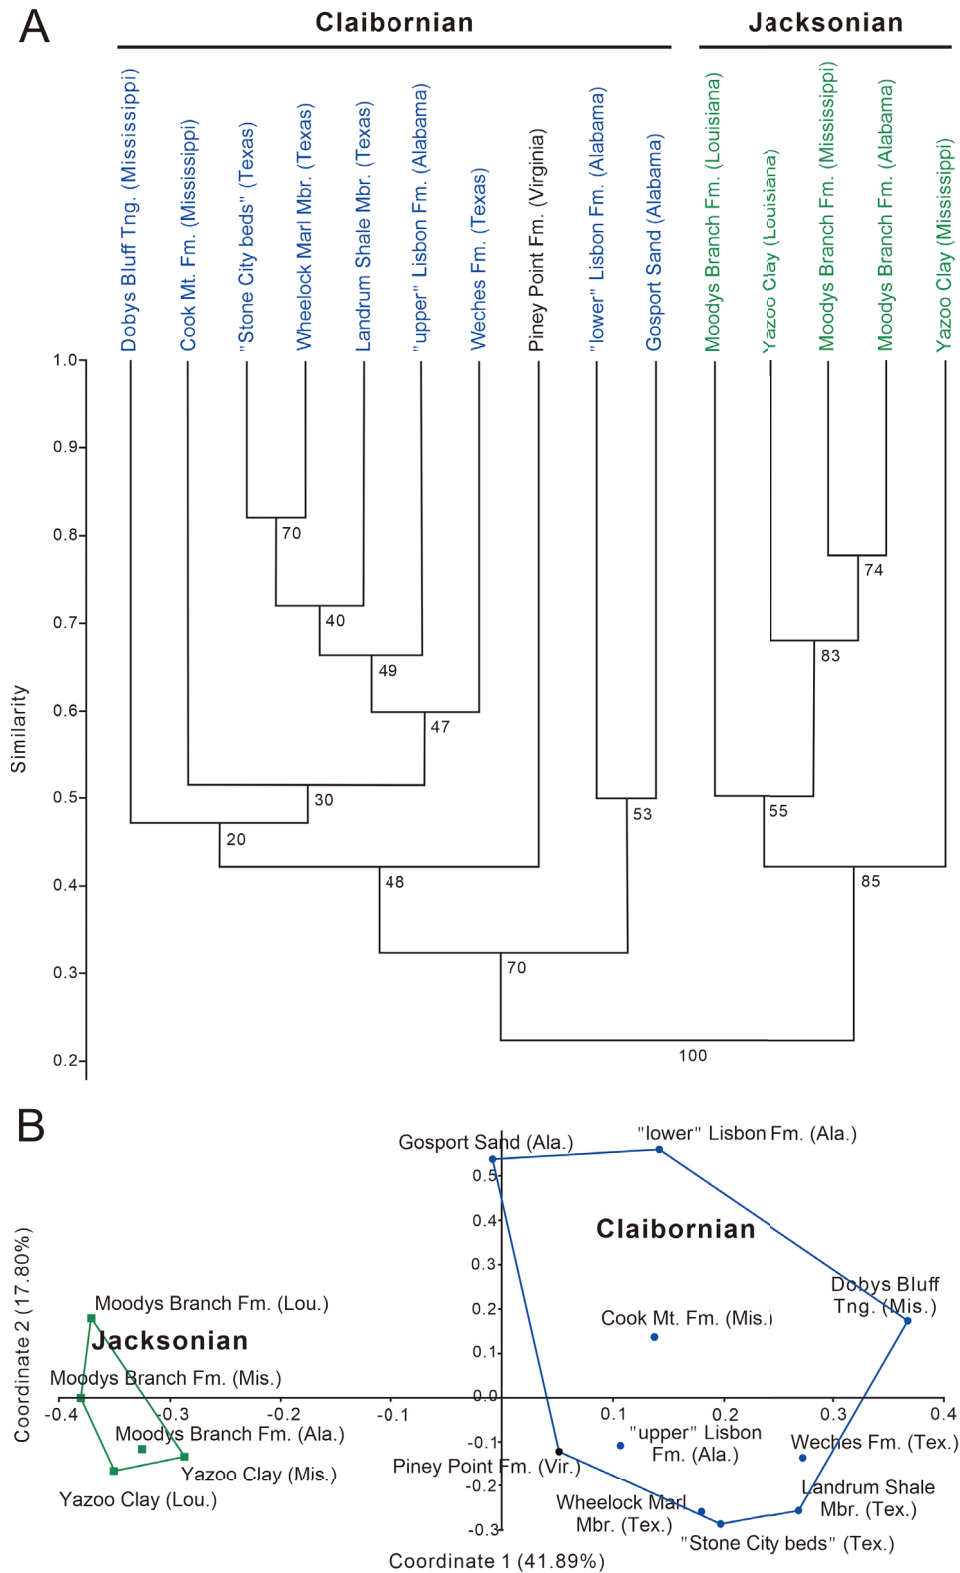 A
Claibornian
Jacksonian
Dobys Bluff Tng. (Mississippi)
Cook Mt. Fm. (Mississippi)
"Stone City beds" (Texas)
Wheelock Marl Mbr. (Texas)
Landrum Shale Mbr. (Texas)
"upper" Lisbon Fm. (Alabama)
Weches Fm. (Texas)
Piney Point Fm. (Virginia)
"lower" Lisbon Fm. (Alabama)
Gosport Sand (Alabama)
Moodys Branch Fm. (Louisiana)
Yazoo Clay (Louisiana)
Moodys Branch Fm. (Mississippi)
Moodys Branch Fm. (Alabama)
Yazoo Clay (Mississippi)
1.0
0.9
0.8
0.7
0.6
0.5
0.4
0.3
0.2
Similarity
70
74
40
83
49
47
30
53
55
20
48
85
70
100
B
Gosport Sand (Ala.)
"lower" Lisbon Fm. (Ala.)
0.5
0.4
Claibornian
0.3
Dobys Bluff
Tng. (Mis.)
0.2
Cook Mt. Fm. (Mis.)
0.1
Moodys Branch Fm. (Lou.)
Jacksonian
Moodys Branch Fm. (Mis.)
0.0
-0.4
-0.3
-0.2
-0.1
0.1
0.2
0.3
0.4
Moodys Branch Fm. (Ala.)
-0.1
"upper" Lisbon
Fm. (Ala.)
Weches Fm. (Tex.)
Piney Point Fm. (Vir.)
Yazoo Clay (Mis.)
-0.2
Landrum Shale
Mbr. (Tex.)
Yazoo Clay (Lou.)
Wheelock Marl
Mbr. (Tex.)
-0.3
"Stone City beds" (Tex.)
Coordinate 1 (41.89%)
Coordinate 2 (17.80%)